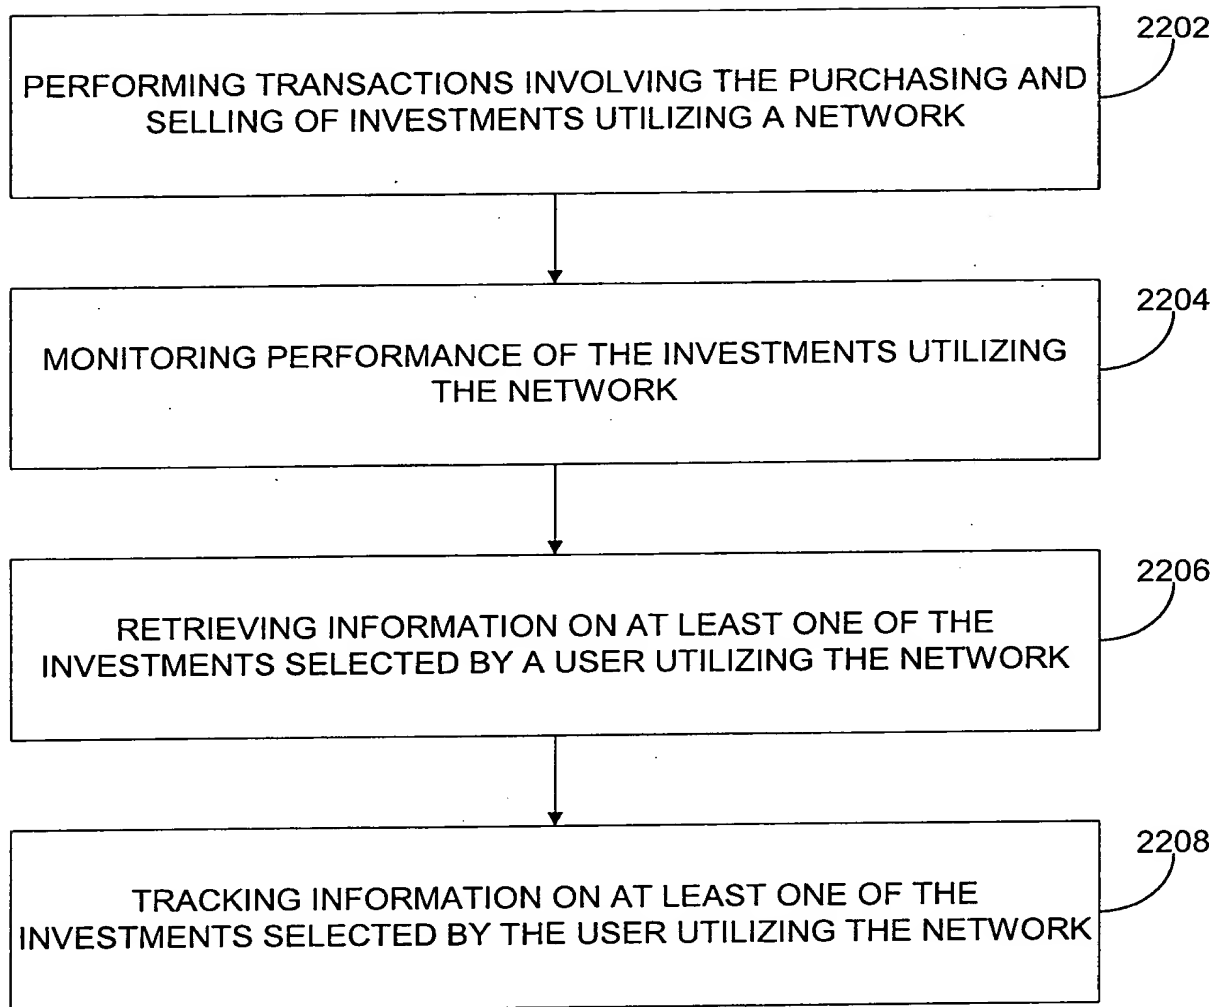 2202
PERFORMING TRANSACTIONS INVOLVING THE PURCHASING AND
SELLING OF INVESTMENTS UTILIZING A NETWORK
2204
MONITORING PERFORMANCE OF THE INVESTMENTS UTILIZING
THE NETWORK
2206
RETRIEVING INFORMATION ON AT LEAST ONE OF THE
INVESTMENTS SELECTED BY A USER UTILIZING THE NETWORK
2208
TRACKING INFORMATION ON AT LEAST ONE OF THE
INVESTMENTS SELECTED BY THE USER UTILIZING THE NETWORK